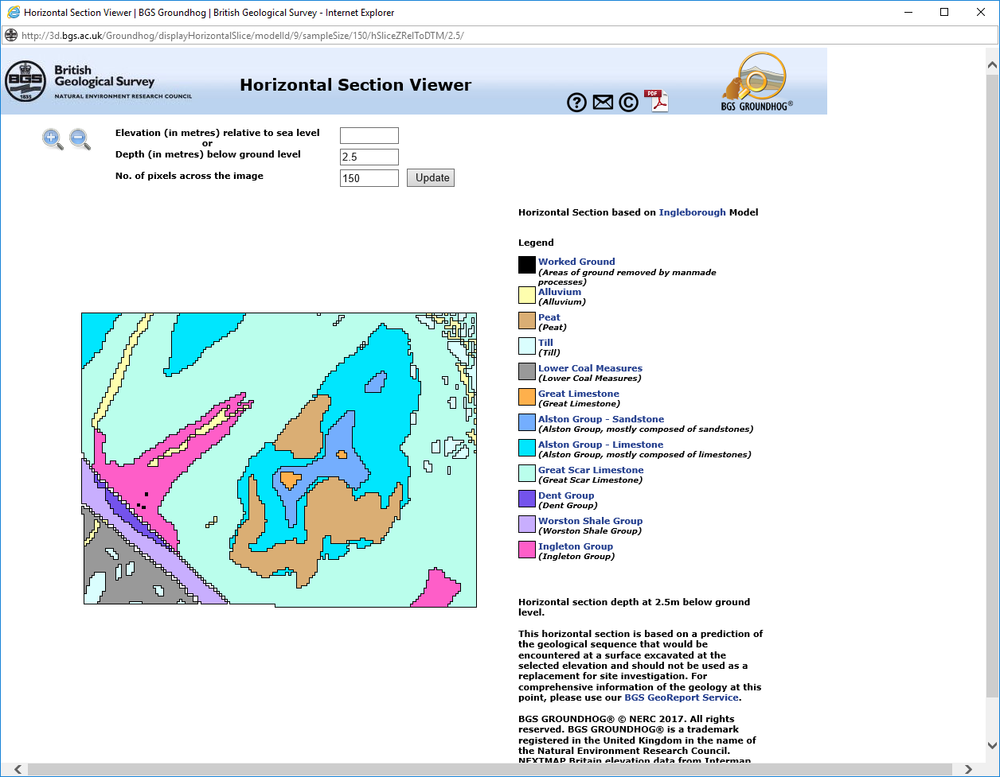 Horizontal Section Viewer | BGS Groundhog | British Geological Survey - Internet Explorer
http://3d.bgs.ac.uk/Groundhog/displayHorizontalSlice/modelId/9/sampleSize/150/hSliceZRelToDTM/2.5/
BGS
1835
British
Geological Survey
NATURAL ENVIRONMENT RESEARCH COUNCIL
Horizontal Section Viewer
PDF
BGS GROUNDHOG®
Elevation (in metres) relative to sea level
or
Depth (in metres) below ground level
2.5
No. of pixels across the image
150
Update
Horizontal Section based on Ingleborough Model
Legend
Worked Ground
(Areas of ground removed by manmade
processes)
Alluvium
(Alluvium)
Peat
(Peat)
Till
(Till)
Lower Coal Measures
(Lower Coal Measures)
Great Limestone
(Great Limestone)
Alston Group - Sandstone
(Alston Group, mostly composed of sandstones)
Alston Group - Limestone
(Alston Group, mostly composed of limestones)
Great Scar Limestone
(Great Scar Limestone)
Dent Group
(Dent Group)
Worston Shale Group
(Worston Shale Group)
Ingleton Group
(Ingleton Group)
Horizontal section depth at 2.5m below ground
level.
This horizontal section is based on a prediction of
the geological sequence that would be
encountered at a surface excavated at the
selected elevation and should not be used as a
replacement for site investigation. For
comprehensive information of the geology at this
point, please use our BGS GeoReport Service.
BGS GROUNDHOG® © NERC 2017. All rights
reserved. BGS GROUNDHOG® is a trademark
registered in the United Kingdom in the name of
the Natural Environment Research Council.
NEXTMAP Britain elevation data from Intermap